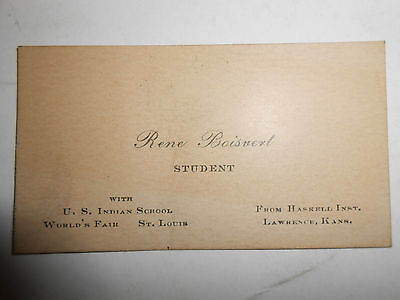 Rene Boisvert
STUDENT
WITH
U. S. INDIAN SCHOOL
WORLD'S FAIR ST. LOUIS
FROM HASKELL INST.
LAWRENCE, KANS.